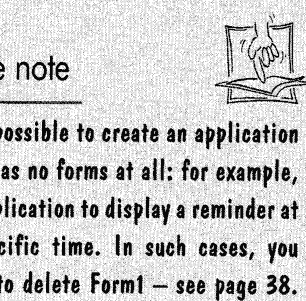 note
possible to create an application
as no forms at all: for example,
plication to display a reminder at
cific time. In such cases, you
to delete Form1 – see page 38.